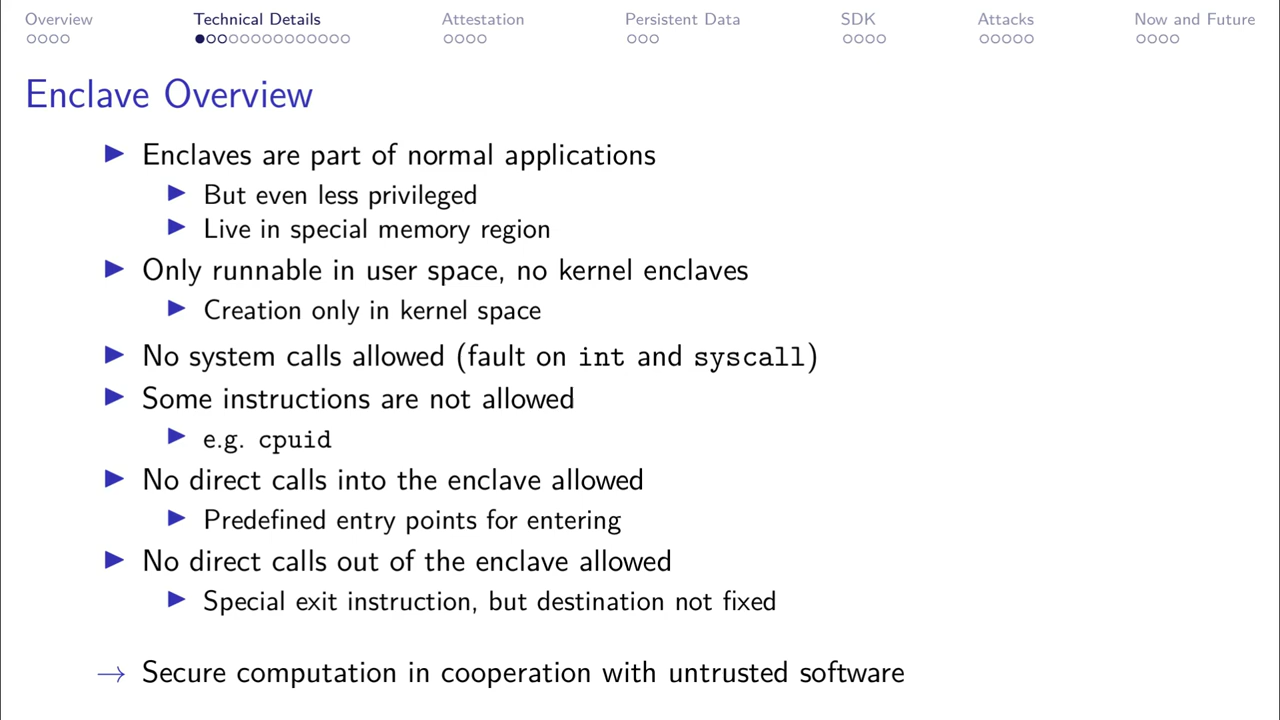 Overview Technical Details Attestation Persistent Data SDK Attacks Now and Future
Enclave Overview
Enclaves are part of normal applications
But even less privileged
Live in special memory region
Only runnable in user space, no kernel enclaves
Creation only in kernel space
No system calls allowed (fault on int and syscall)
Some instructions are not allowed
e.g. cpuid
No direct calls into the enclave allowed
Predefined entry points for entering
No direct calls out of the enclave allowed
Special exit instruction, but destination not fixed
→ Secure computation in cooperation with untrusted software